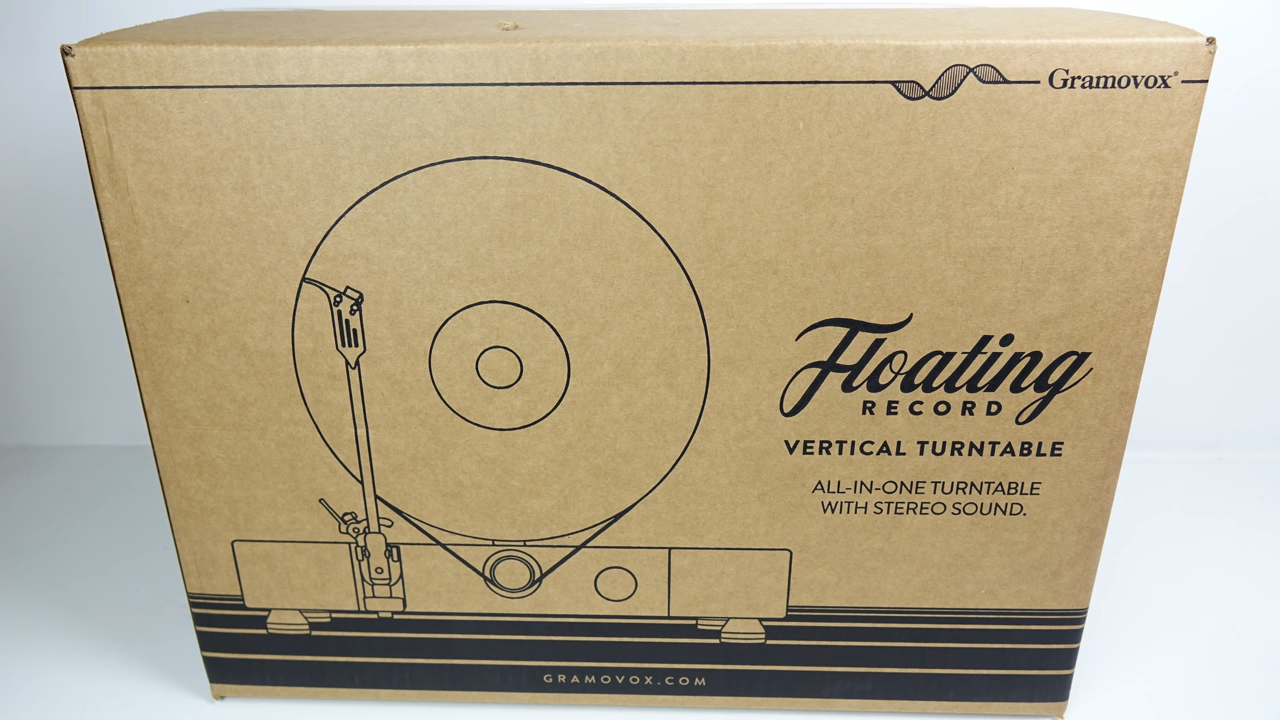 Gramovox®
Floating
RECORD
VERTICAL TURNTABLE
ALL-IN-ONE TURNTABLE
WITH STEREO SOUND.
GRAMOVOX.COM